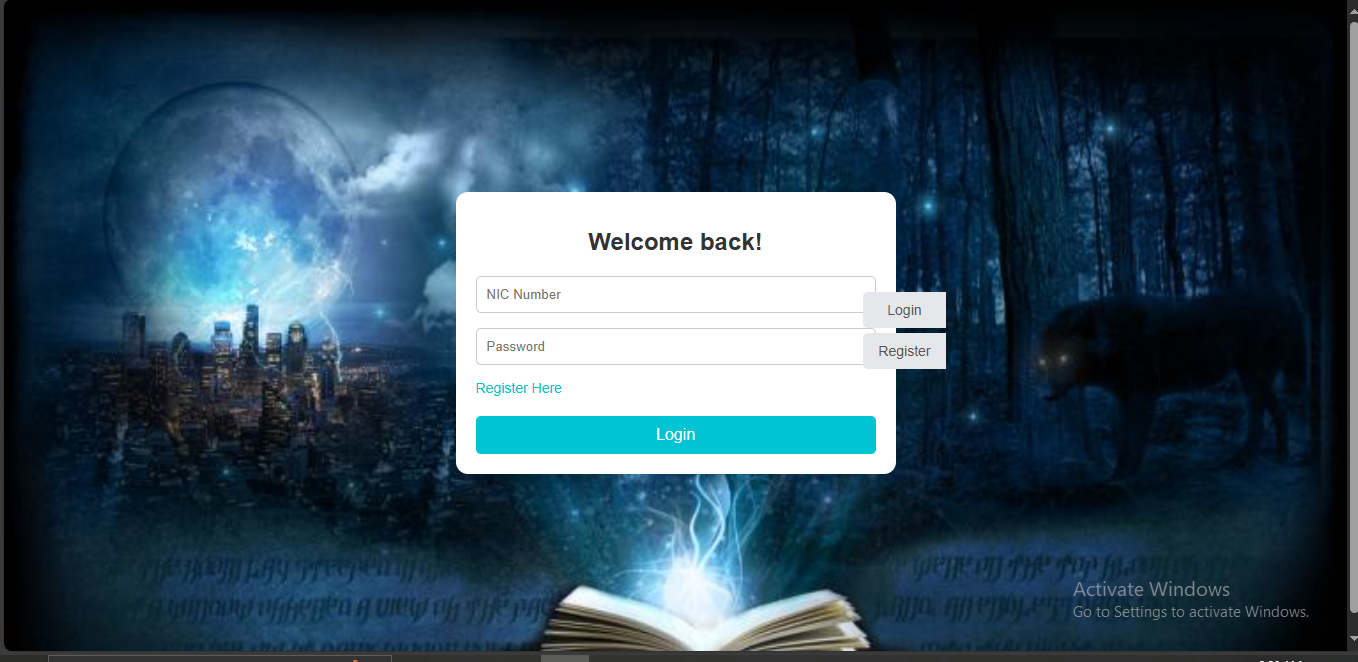 Welcome back!
NIC Number
Login
Password
Register
Register Here
Login
Activate Windows
Go to Settings to activate Windows.